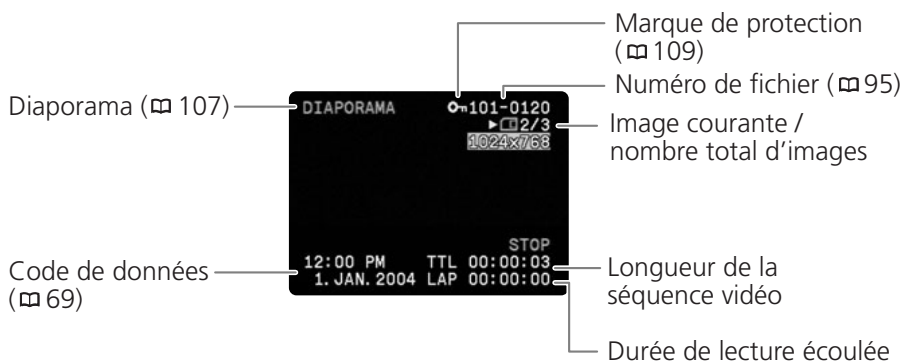 Marque de protection
(📖 109)
Numéro de fichier (📖 95)
Diaporama (📖 107)
DIAPORAMA 101-0120
2/3
1024x768
Image courante /
nombre total d'images
STOP
12:00 PM TTL 00:00:03
1. JAN. 2004 LAP 00:00:00
Code de données
(📖 69)
Longueur de la
séquence vidéo
Durée de lecture écoulée